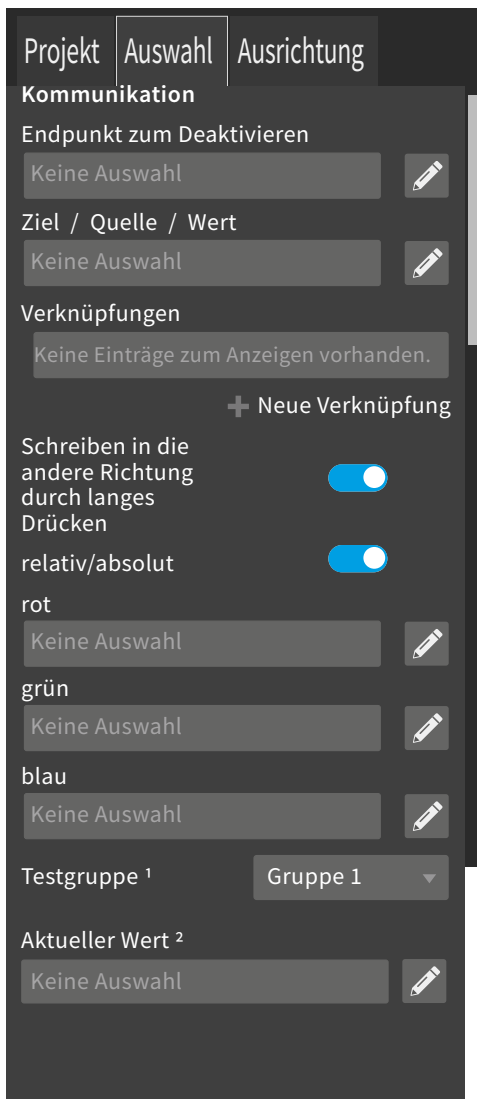 Projekt Auswahl Ausrichtung
Kommunikation
Endpunkt zum Deaktivieren
Keine Auswahl
Ziel / Quelle / Wert
Keine Auswahl
Verknüpfungen
Keine Einträge zum Anzeigen vorhanden.
Neue Verknüpfung
Schreiben in die
andere Richtung
durch langes
Drücken
relativ/absolut
rot
Keine Auswahl
grün
Keine Auswahl
blau
Keine Auswahl
Testgruppe ¹ Gruppe 1
Aktueller Wert ²
Keine Auswahl